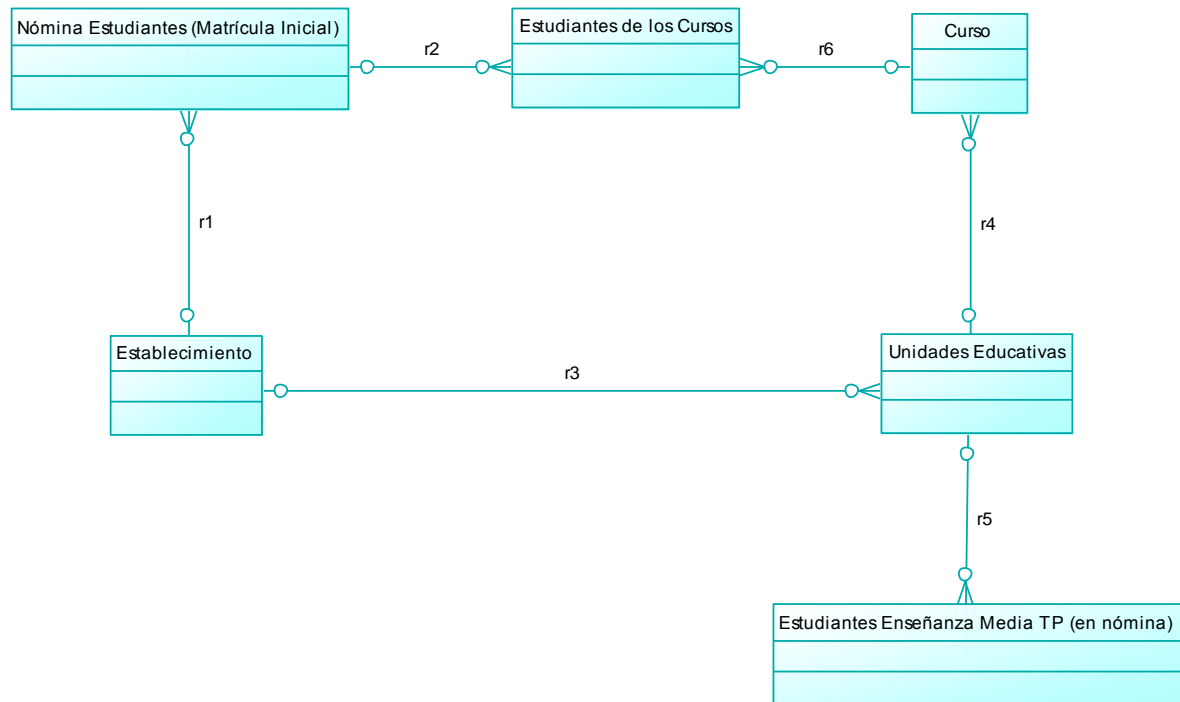 Nómina Estudiantes (Matrícula Inicial)
r2
Estudiantes de los Cursos
r6
Curso
r1
r4
Establecimiento
r3
Unidades Educativas
r5
Estudiantes Enseñanza Media TP (en nómina)